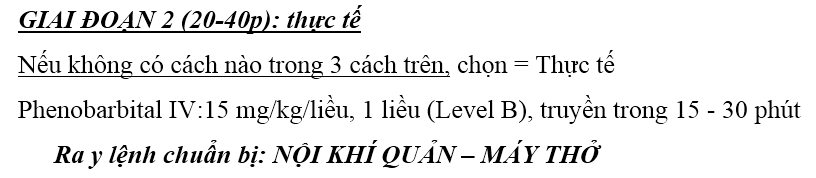 GIAI ĐOẠN 2 (20-40p): thực tế
Nếu không có cách nào trong 3 cách trên, chọn = Thực tế
Phenobarbital IV:15 mg/kg/liều, 1 liều (Level B), truyền trong 15 - 30 phút
Ra y lệnh chuẩn bị: NỘI KHÍ QUẢN – MÁY THỞ